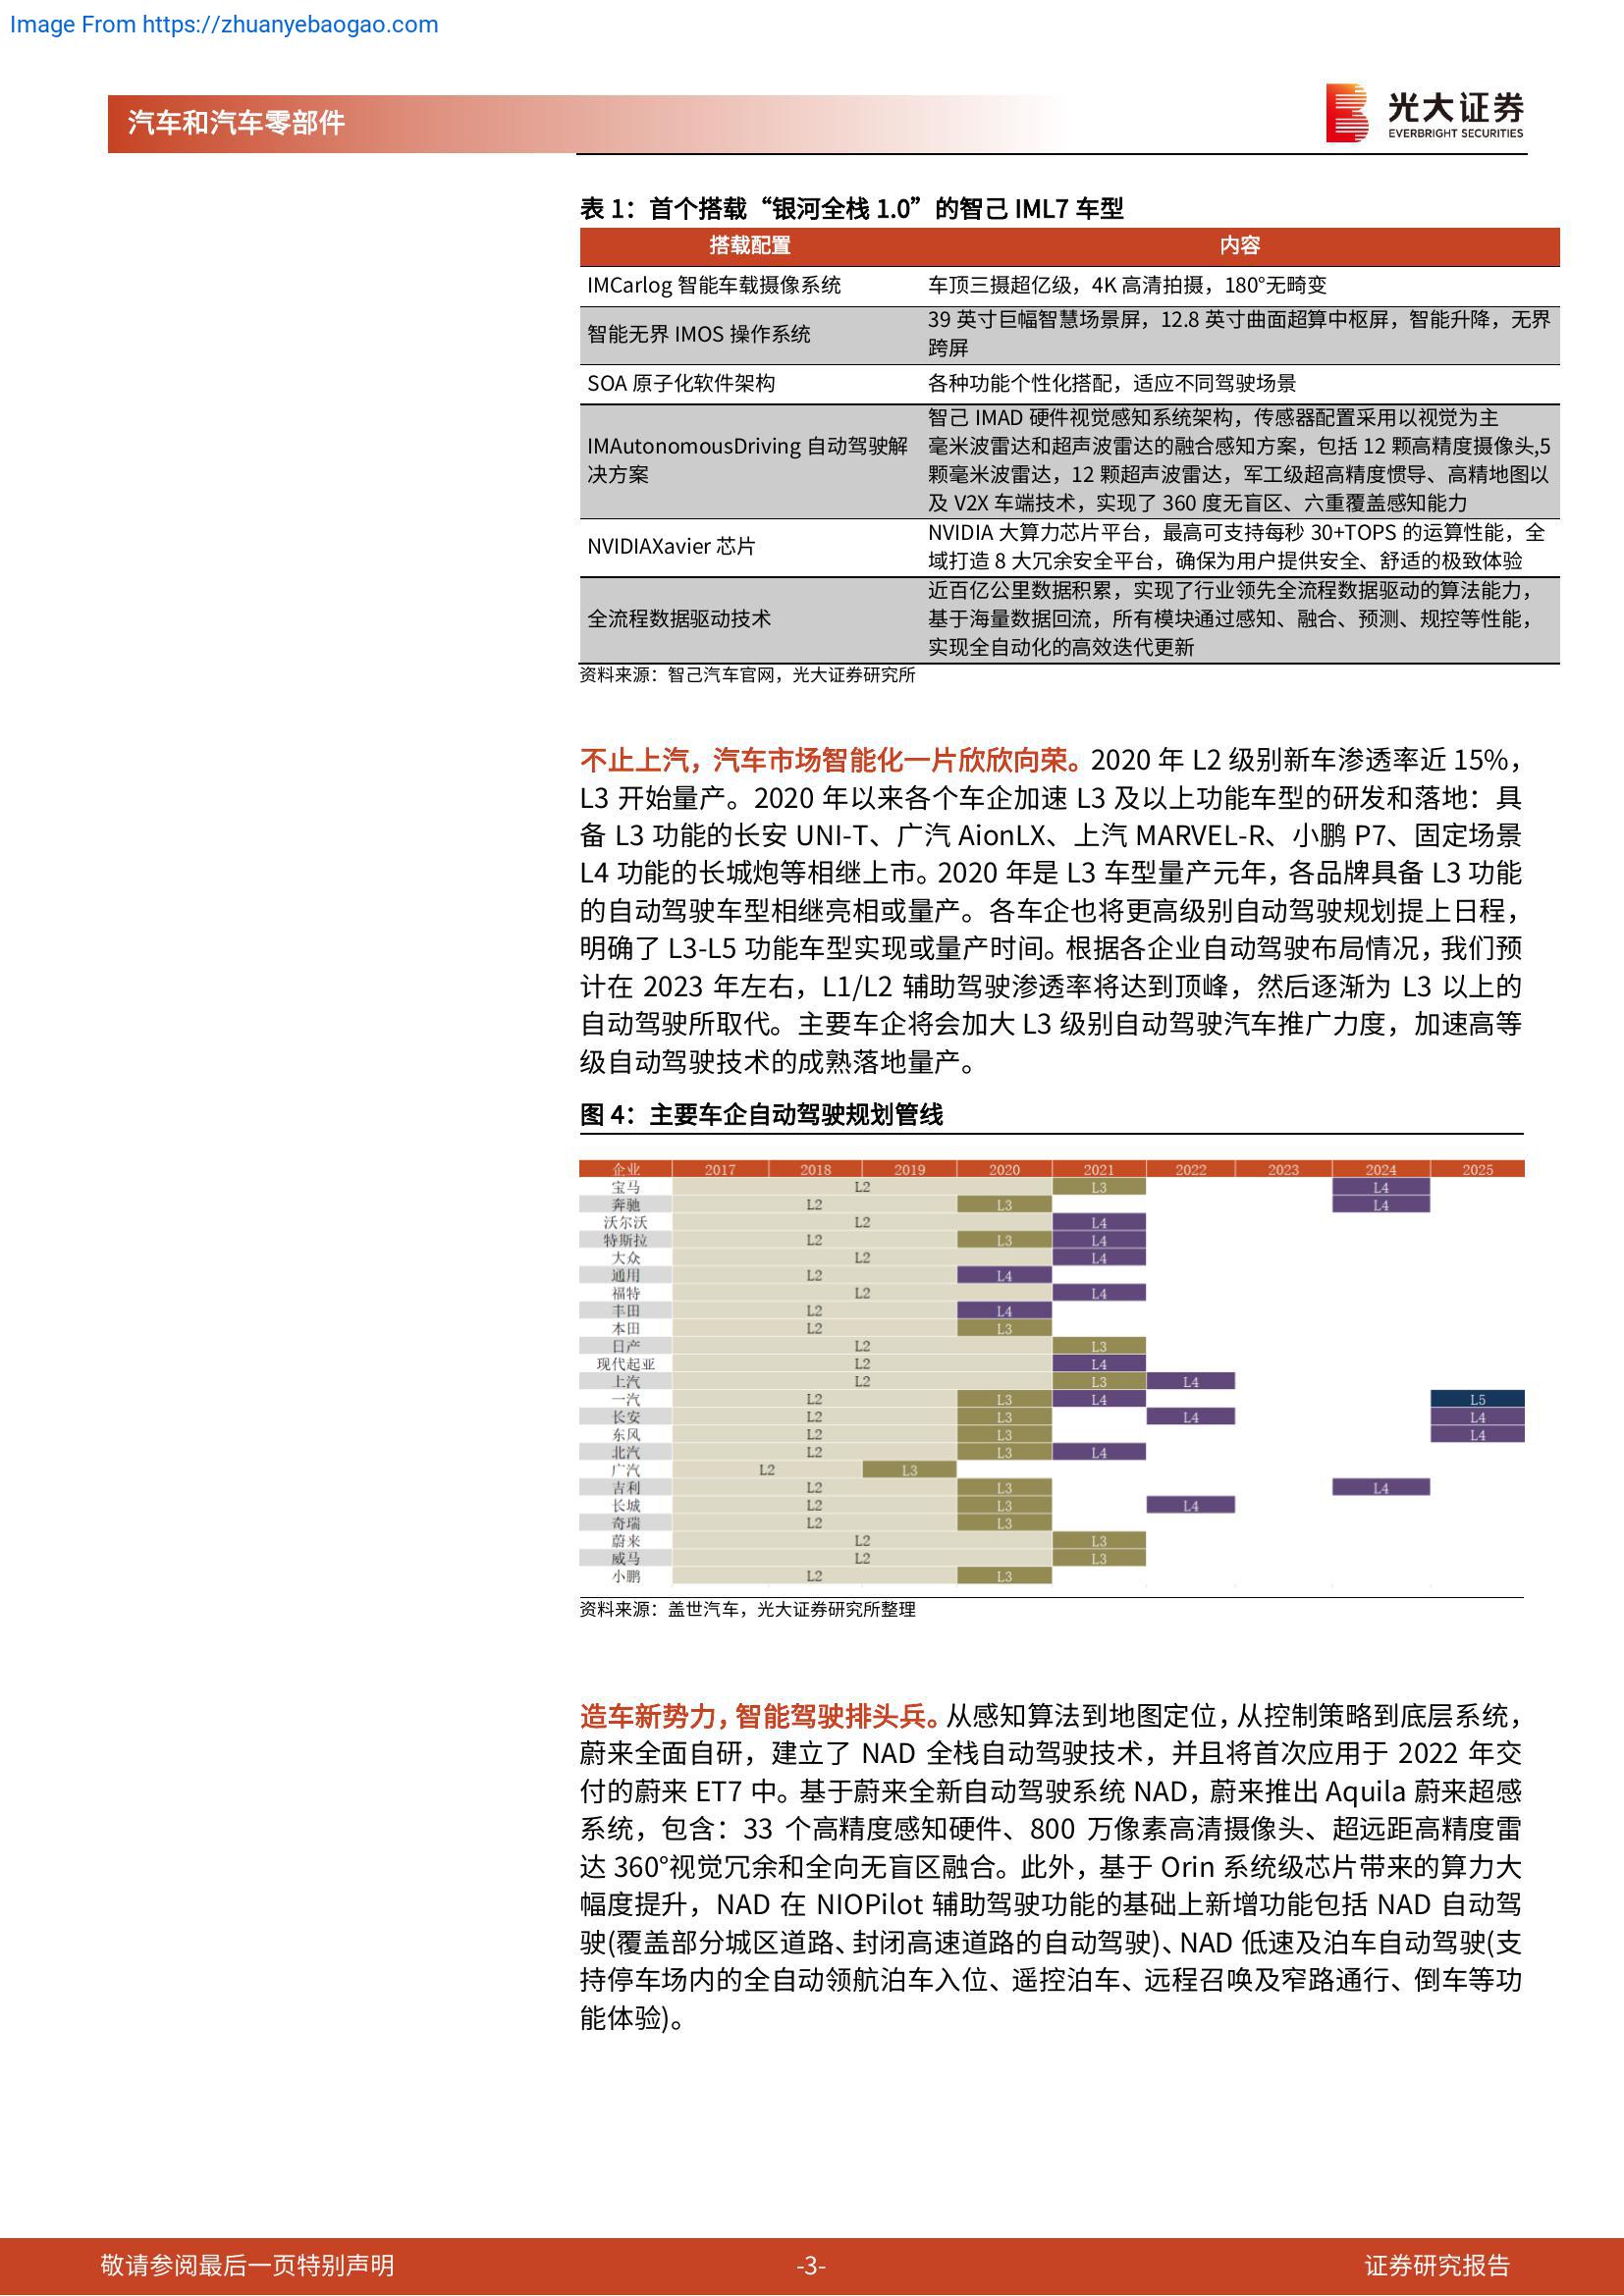 Image From https://zhuanyebaogao.com
汽车和汽车零部件
光大证券
EVERBRIGHT SECURITIES
表 1：首个搭载“银河全栈 1.0”的智己 IML7 车型
搭载配置 内容
IMCarlog 智能车载摄像系统 车顶三摄超亿级，4K 高清拍摄，180°无畸变
智能无界 IMOS 操作系统 39 英寸巨幅智慧场景屏，12.8 英寸曲面超算中枢屏，智能升降，无界
跨屏
SOA 原子化软件架构 各种功能个性化搭配，适应不同驾驶场景
IMAutonomousDriving 自动驾驶解
决方案
智己 IMAD 硬件视觉感知系统架构，传感器配置采用以视觉为主
毫米波雷达和超声波雷达的融合感知方案，包括 12 颗高精度摄像头,5
颗毫米波雷达，12 颗超声波雷达，军工级超高精度惯导、高精地图以
及 V2X 车端技术，实现了 360 度无盲区、六重覆盖感知能力
NVIDIAXavier 芯片
NVIDIA 大算力芯片平台，最高可支持每秒 30+TOPS 的运算性能，全
域打造 8 大冗余安全平台，确保为用户提供安全、舒适的极致体验
全流程数据驱动技术
近百亿公里数据积累，实现了行业领先全流程数据驱动的算法能力，
基于海量数据回流，所有模块通过感知、融合、预测、规控等性能，
实现全自动化的高效迭代更新
资料来源：智己汽车官网，光大证券研究所
不止上汽，汽车市场智能化一片欣欣向荣。2020 年 L2 级别新车渗透率近 15%，
L3 开始量产。2020 年以来各个车企加速 L3 及以上功能车型的研发和落地：具
备 L3 功能的长安 UNI-T、广汽 AionLX、上汽 MARVEL-R、小鹏 P7、固定场景
L4 功能的长城炮等相继上市。2020 年是 L3 车型量产元年，各品牌具备 L3 功能
的自动驾驶车型相继亮相或量产。各车企也将更高级别自动驾驶规划提上日程，
明确了 L3-L5 功能车型实现或量产时间。根据各企业自动驾驶布局情况，我们预
计在 2023 年左右，L1/L2 辅助驾驶渗透率将达到顶峰，然后逐渐为 L3 以上的
自动驾驶所取代。主要车企将会加大 L3 级别自动驾驶汽车推广力度，加速高等
级自动驾驶技术的成熟落地量产。
图 4：主要车企自动驾驶规划管线
企业 2017 2018 2019 2020 2021 2022 2023 2024 2025
宝马 L2 L3 L4
奔驰 L2 L3 L4
沃尔沃 L2 L4
特斯拉 L2 L3 L4
大众 L2 L4
通用 L2 L4
福特 L2 L4
丰田 L2 L4
本田 L2 L3
日产 L2 L3
现代起亚 L2 L4
上汽 L2 L3 L4
一汽 L2 L3 L4 L5
长安 L2 L3 L4 L4
东风 L2 L3 L4
北汽 L2 L3 L4
广汽 L2 L3
吉利 L2 L3 L4
长城 L2 L3 L4
奇瑞 L2 L3
蔚来 L2 L3
威马 L2 L3
小鹏 L2 L3
资料来源：盖世汽车，光大证券研究所整理
造车新势力，智能驾驶排头兵。从感知算法到地图定位，从控制策略到底层系统，
蔚来全面自研，建立了 NAD 全栈自动驾驶技术，并且将首次应用于 2022 年交
付的蔚来 ET7 中。基于蔚来全新自动驾驶系统 NAD，蔚来推出 Aquila 蔚来超感
系统，包含：33 个高精度感知硬件、800 万像素高清摄像头、超远距高精度雷
达 360°视觉冗余和全向无盲区融合。此外，基于 Orin 系统级芯片带来的算力大
幅度提升，NAD 在 NIOPilot 辅助驾驶功能的基础上新增功能包括 NAD 自动驾
驶(覆盖部分城区道路、封闭高速道路的自动驾驶)、NAD 低速及泊车自动驾驶(支
持停车场内的全自动领航泊车入位、遥控泊车、远程召唤及窄路通行、倒车等功
能体验)。
敬请参阅最后一页特别声明 -3- 证券研究报告